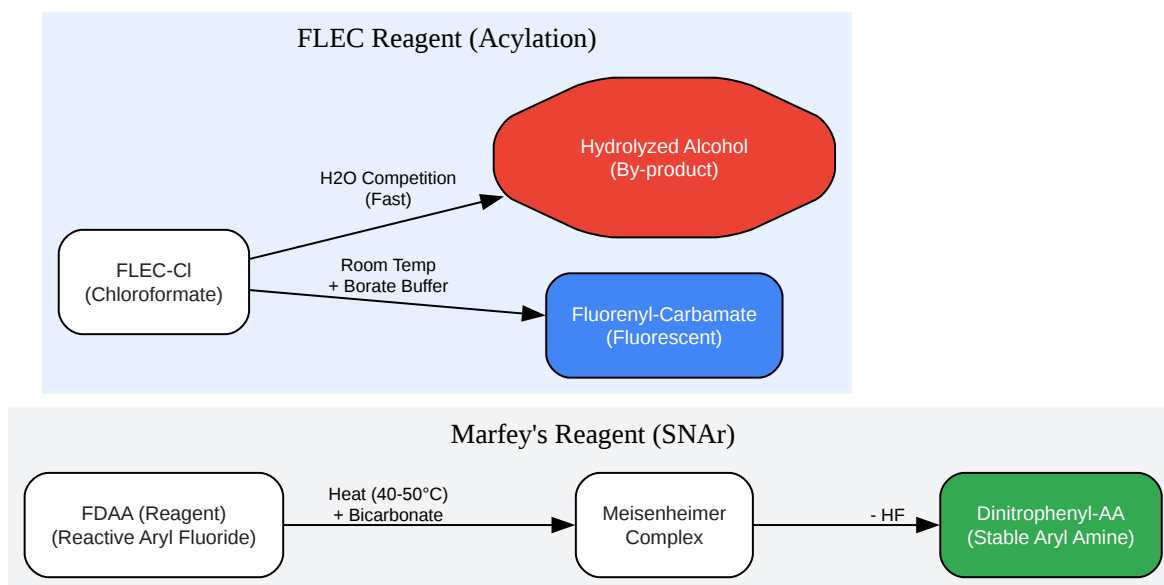 FLEC Reagent (Acylation)
Hydrolyzed Alcohol
(By-product)
H2O Competition
(Fast)
FLEC-Cl
(Chloroformate)
Room Temp
+ Borate Buffer
Fluorenyl-Carbamate
(Fluorescent)
Marfey's Reagent (SNAr)
FDAA (Reagent)
(Reactive Aryl Fluoride)
Heat (40-50°C)
+ Bicarbonate
Meisenheimer
Complex
- HF
Dinitrophenyl-AA
(Stable Aryl Amine)